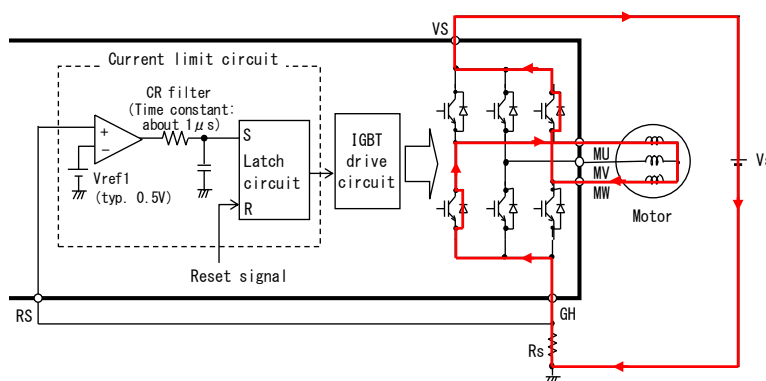 VS
Current limit circuit
CR filter
(Time constant:
about 1μs)
+
−
S
Latch
circuit
R
IGBT
drive
circuit
Vref1
(typ. 0.5V)
Reset signal
MU
MV
MW
Motor
Vs
RS
GH
Rs